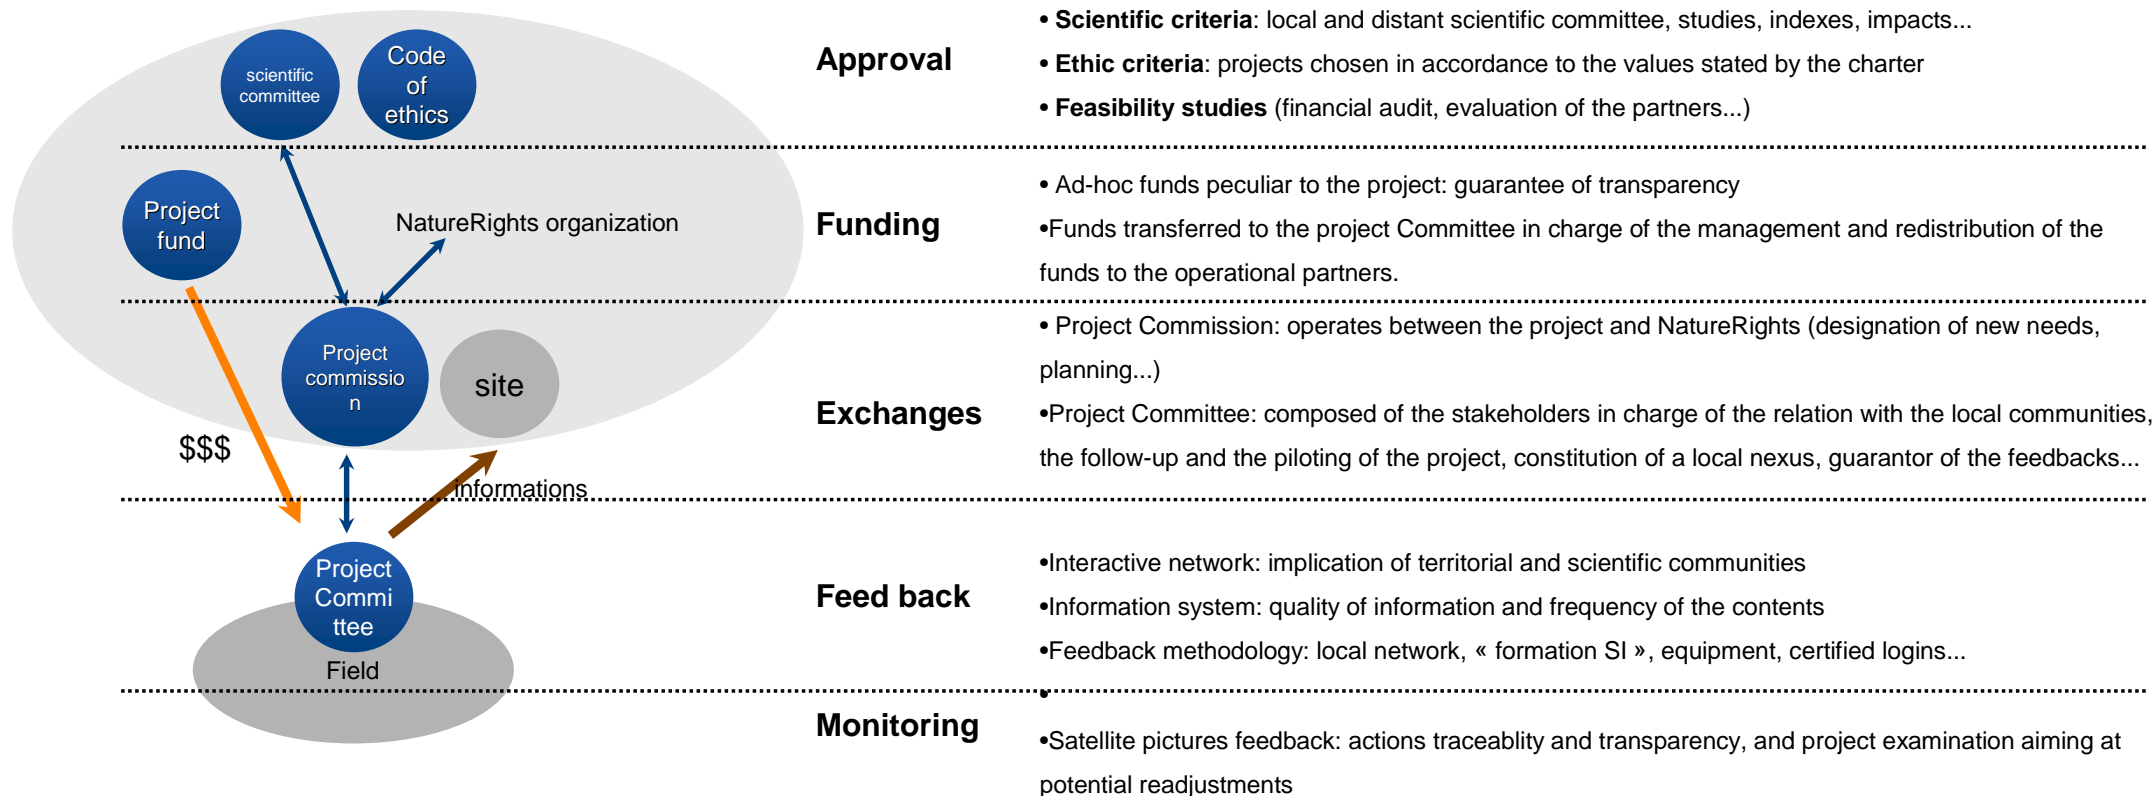 scientific
committee
Code
of
ethics
Project
fund
NatureRights organization
Project
commissio
n
site
$$$
informations
Project
Commi
ttee
Field
Approval
• Scientific criteria: local and distant scientific committee, studies, indexes, impacts...
• Ethic criteria: projects chosen in accordance to the values stated by the charter
• Feasibility studies (financial audit, evaluation of the partners...)
Funding
• Ad-hoc funds peculiar to the project: guarantee of transparency
•Funds transferred to the project Committee in charge of the management and redistribution of the
funds to the operational partners.
Exchanges
• Project Commission: operates between the project and NatureRights (designation of new needs,
planning...)
•Project Committee: composed of the stakeholders in charge of the relation with the local communities,
the follow-up and the piloting of the project, constitution of a local nexus, guarantor of the feedbacks...
Feed back
•Interactive network: implication of territorial and scientific communities
•Information system: quality of information and frequency of the contents
•Feedback methodology: local network, « formation SI », equipment, certified logins...
•
Monitoring
•Satellite pictures feedback: actions traceablity and transparency, and project examination aiming at
potential readjustments